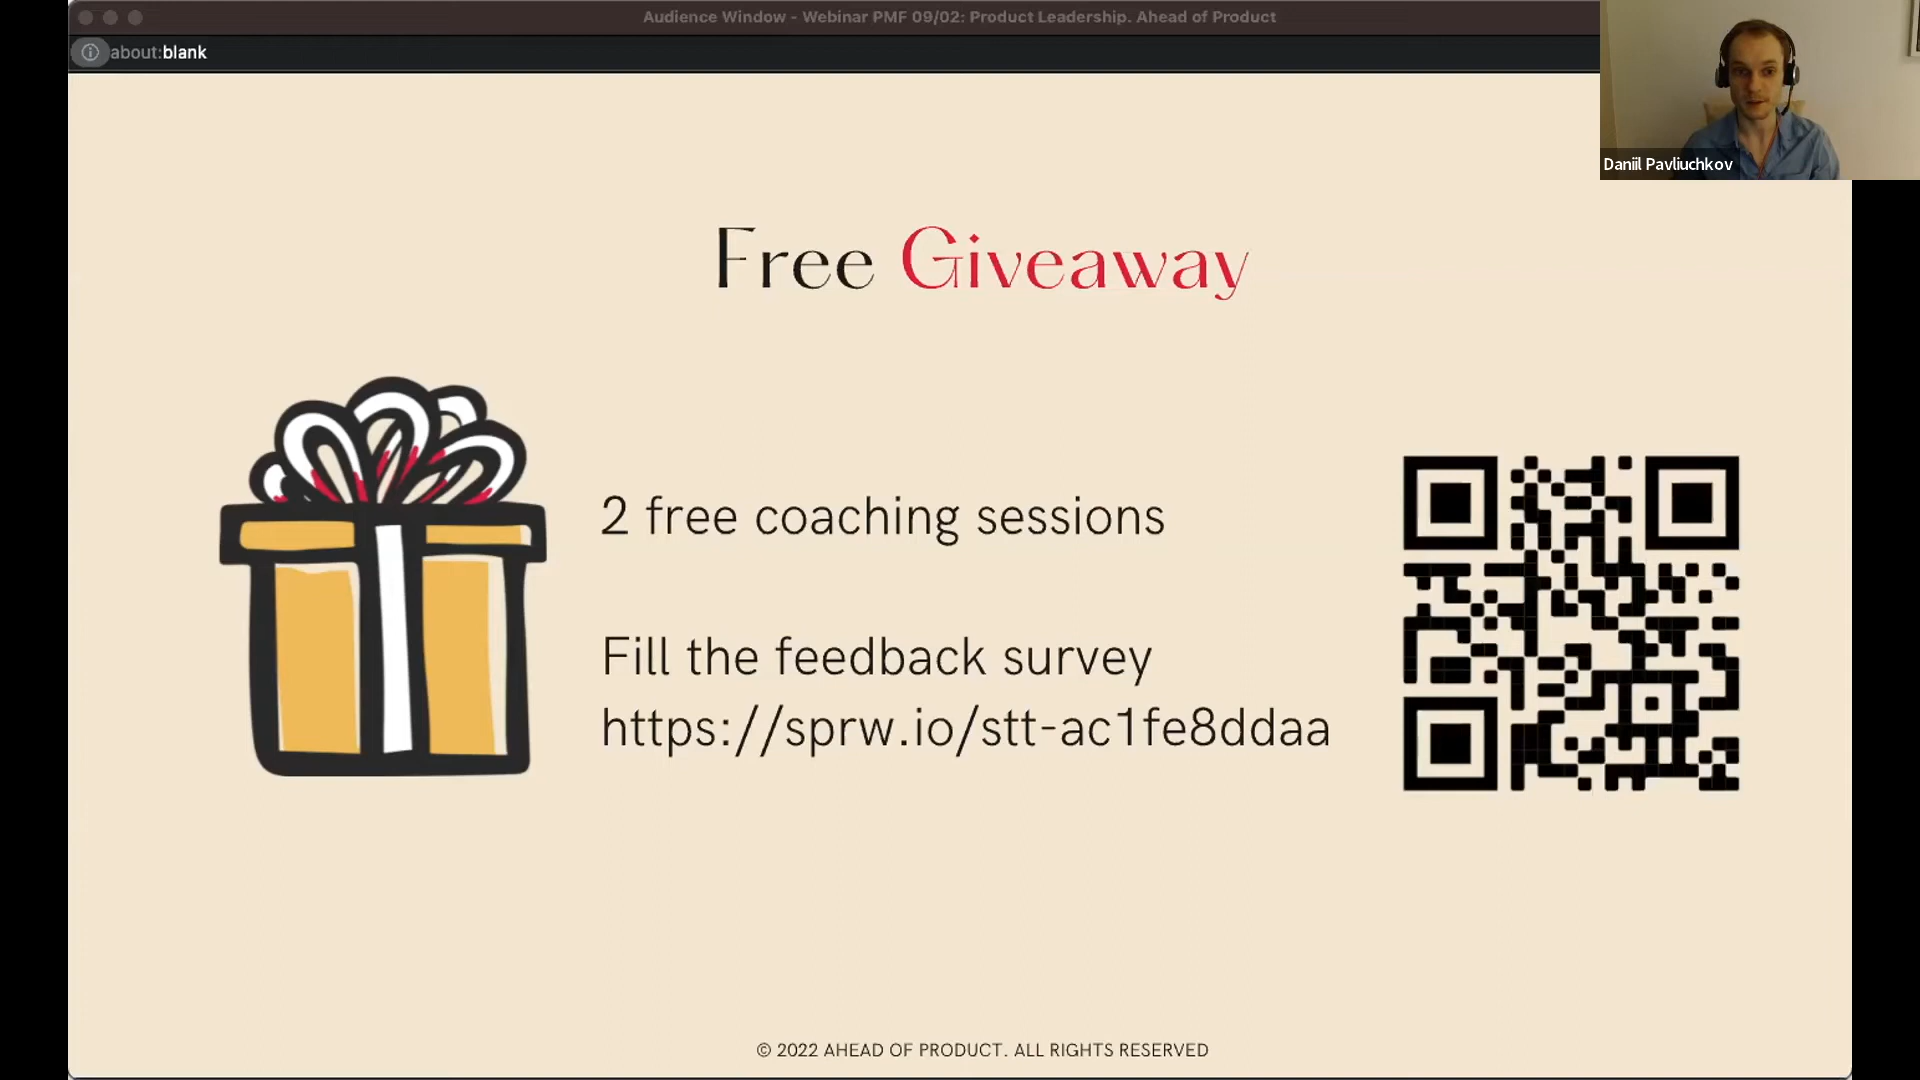 Audience Window - Webinar PMF 09/02: Product Leadership. Ahead of Product
about:blank
Daniil Pavliuchkov
Free Giveaway
2 free coaching sessions
Fill the feedback survey
https://sprw.io/stt-ac1fe8ddaa
© 2022 AHEAD OF PRODUCT. ALL RIGHTS RESERVED